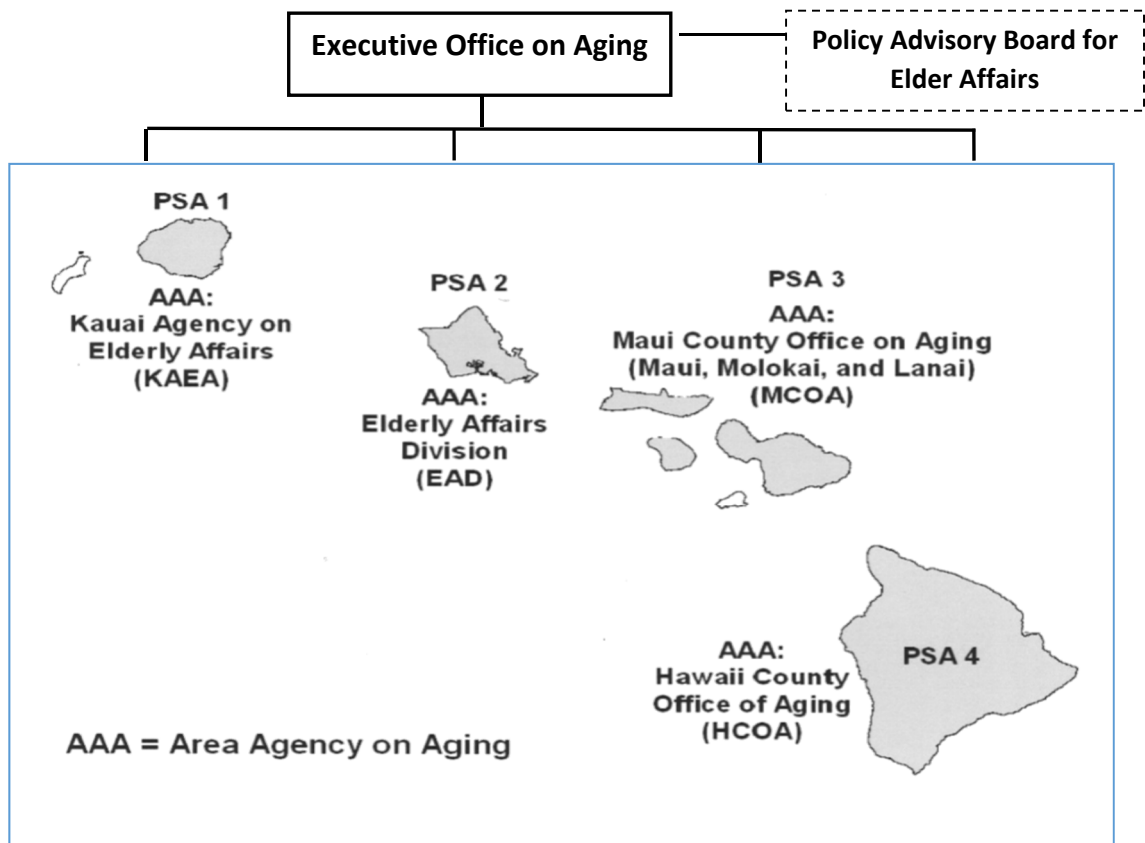 Executive Office on Aging
Policy Advisory Board for
Elder Affairs
PSA 1
AAA:
Kauai Agency on
Elderly Affairs
(KAEA)
PSA 2
AAA:
Elderly Affairs
Division
(EAD)
PSA 3
AAA:
Maui County Office on Aging
(Maui, Molokai, and Lanai)
(MCOA)
AAA:
Hawaii County
Office of Aging
(HCOA)
PSA 4
AAA = Area Agency on Aging